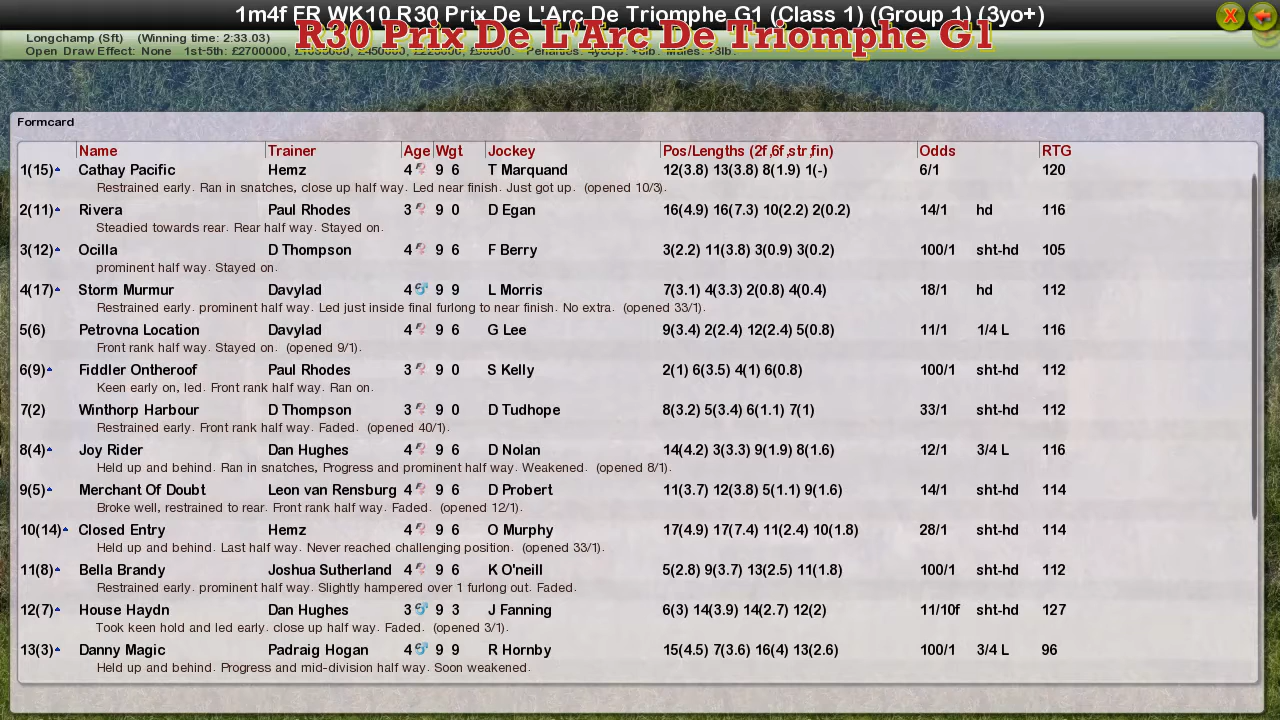 1m4f FR WK10 R30 Prix De L'Arc De Triomphe G1 (Class 1) (Group 1) (3yo+)
R30 Prix De L'Arc De Triomphe G1
Longchamp (Sft) (Winning time: 2:33.03)
Open Draw Effect: None 1st-5th: £2700000,
Formcard
Name Trainer Age Wgt Jockey Pos/Lengths (2f,6f,str,fin) Odds RTG
1(15) Cathay Pacific Hemz 4 9 6 T Marquand 12(3.8) 13(3.8) 8(1.9) 1(-) 6/1 120
Restrained early. Ran in snatches, close up half way. Led near finish. Just got up. (opened 10/3).
2(11) Rivera Paul Rhodes 3 9 0 D Egan 16(4.9) 16(7.3) 10(2.2) 2(0.2) 14/1 hd 116
Steadied towards rear. Rear half way. Stayed on.
3(12) Ocilla D Thompson 4 9 6 F Berry 3(2.2) 11(3.8) 3(0.9) 3(0.2) 100/1 sht-hd 105
prominent half way. Stayed on.
4(17) Storm Murmur Davylad 4 9 9 L Morris 7(3.1) 4(3.3) 2(0.8) 4(0.4) 18/1 hd 112
Restrained early. prominent half way. Led just inside final furlong to near finish. No extra. (opened 33/1).
5(6) Petrovna Location Davylad 4 9 6 G Lee 9(3.4) 2(2.4) 12(2.4) 5(0.8) 11/1 1/4 L 116
Front rank half way. Stayed on. (opened 9/1).
6(9) Fiddler Ontheroof Paul Rhodes 3 9 0 S Kelly 2(1) 6(3.5) 4(1) 6(0.8) 100/1 sht-hd 112
Keen early on, led. Front rank half way. Ran on.
7(2) Winthorp Harbour D Thompson 3 9 0 D Tudhope 8(3.2) 5(3.4) 6(1.1) 7(1) 33/1 sht-hd 112
Restrained early. Front rank half way. Faded. (opened 40/1).
8(4) Joy Rider Dan Hughes 4 9 6 D Nolan 14(4.2) 3(3.3) 9(1.9) 8(1.6) 12/1 3/4 L 116
Held up and behind. Ran in snatches, Progress and prominent half way. Weakened. (opened 8/1).
9(5) Merchant Of Doubt Leon van Rensburg 4 9 6 D Probert 11(3.7) 12(3.8) 5(1.1) 9(1.6) 14/1 sht-hd 114
Broke well, restrained to rear. Front rank half way. Faded. (opened 12/1).
10(14) Closed Entry Hemz 4 9 6 O Murphy 17(4.9) 17(7.4) 11(2.4) 10(1.8) 28/1 sht-hd 114
Held up and behind. Last half way. Never reached challenging position. (opened 33/1).
11(8) Bella Brandy Joshua Sutherland 4 9 6 K O'neill 5(2.8) 9(3.7) 13(2.5) 11(1.8) 100/1 sht-hd 112
Restrained early. prominent half way. Slightly hampered over 1 furlong out. Faded.
12(7) House Haydn Dan Hughes 3 9 3 J Fanning 6(3) 14(3.9) 14(2.7) 12(2) 11/10f sht-hd 127
Took keen hold and led early. close up half way. Faded. (opened 3/1).
13(3) Danny Magic Padraig Hogan 4 9 9 R Hornby 15(4.5) 7(3.6) 16(4) 13(2.6) 100/1 3/4 L 96
Held up and behind. Progress and mid-division half way. Soon weakened.